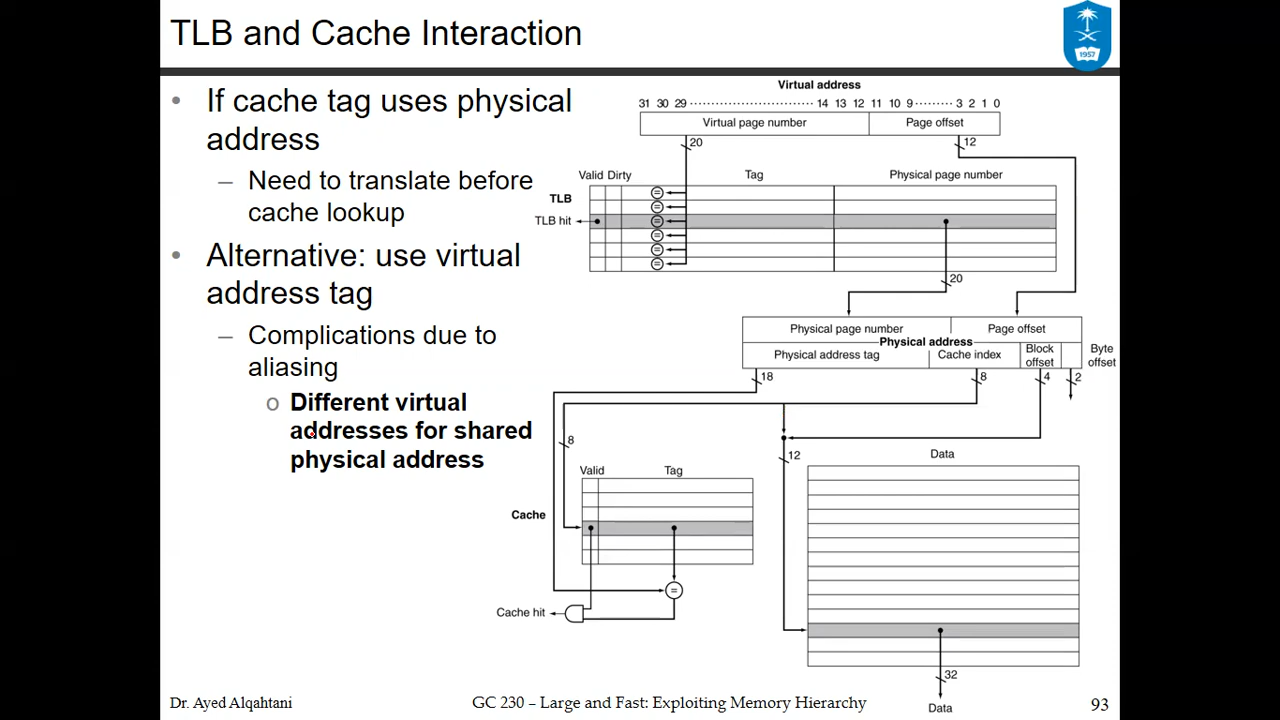 TLB and Cache Interaction
1957
• If cache tag uses physical
address
– Need to translate before
cache lookup
• Alternative: use virtual
address tag
– Complications due to
aliasing
o Different virtual
addresses for shared
physical address
Virtual address
31 30 29 ·································· 14 13 12 11 10 9 ········· 3 2 1 0
Virtual page number Page offset
20 12
Valid Dirty Tag Physical page number
TLB
TLB hit
=
=
=
=
=
=
20
Physical page number Page offset
Physical address
Physical address tag Cache index Block
offset
Byte
offset
18 8 4 2
8
12
Data
Valid Tag
Cache
=
Cache hit
32
Data
Dr. Ayed Alqahtani GC 230 – Large and Fast: Exploiting Memory Hierarchy 93